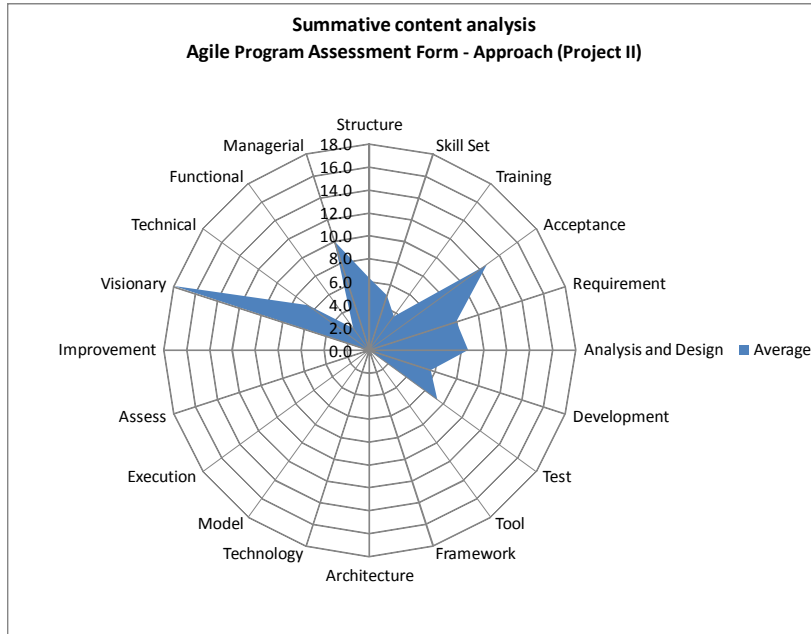 Summative content analysis
Agile Program Assessment Form - Approach (Project II)
Structure
Managerial
Skill Set
Functional
Training
Technical
Acceptance
Visionary
Requirement
Improvement
Analysis and Design
Assess
Development
Execution
Test
Model
Tool
Technology
Framework
Architecture
18.0
16.0
14.0
12.0
10.0
8.0
6.0
4.0
2.0
0.0
Average